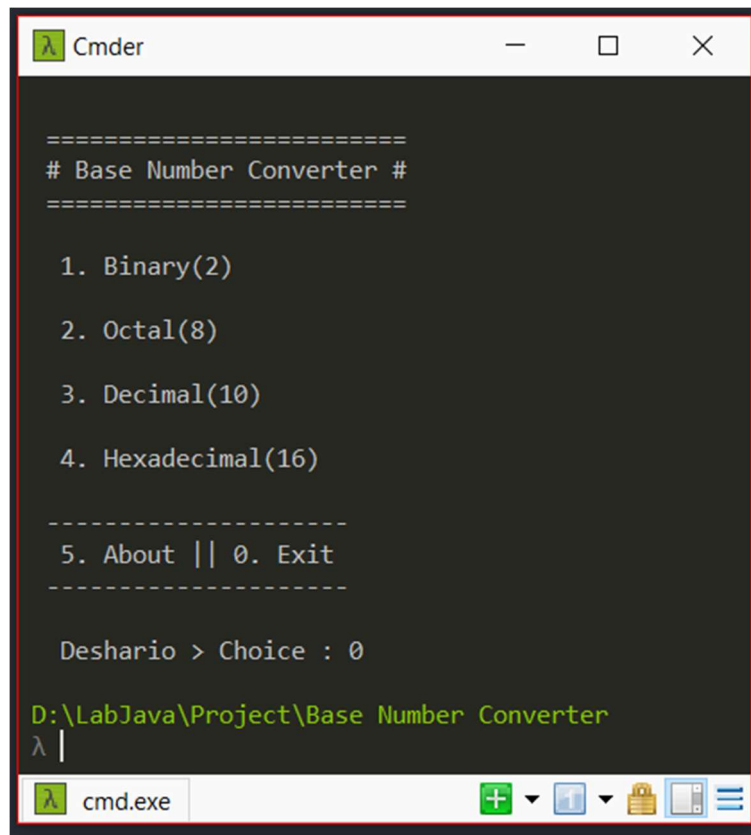 λ Cmder
=========================
# Base Number Converter #
=========================
1. Binary(2)
2. Octal(8)
3. Decimal(10)
4. Hexadecimal(16)
---------------------
5. About || 0. Exit
---------------------
Deshario > Choice : 0
D:\LabJava\Project\Base Number Converter
λ
λ cmd.exe
1